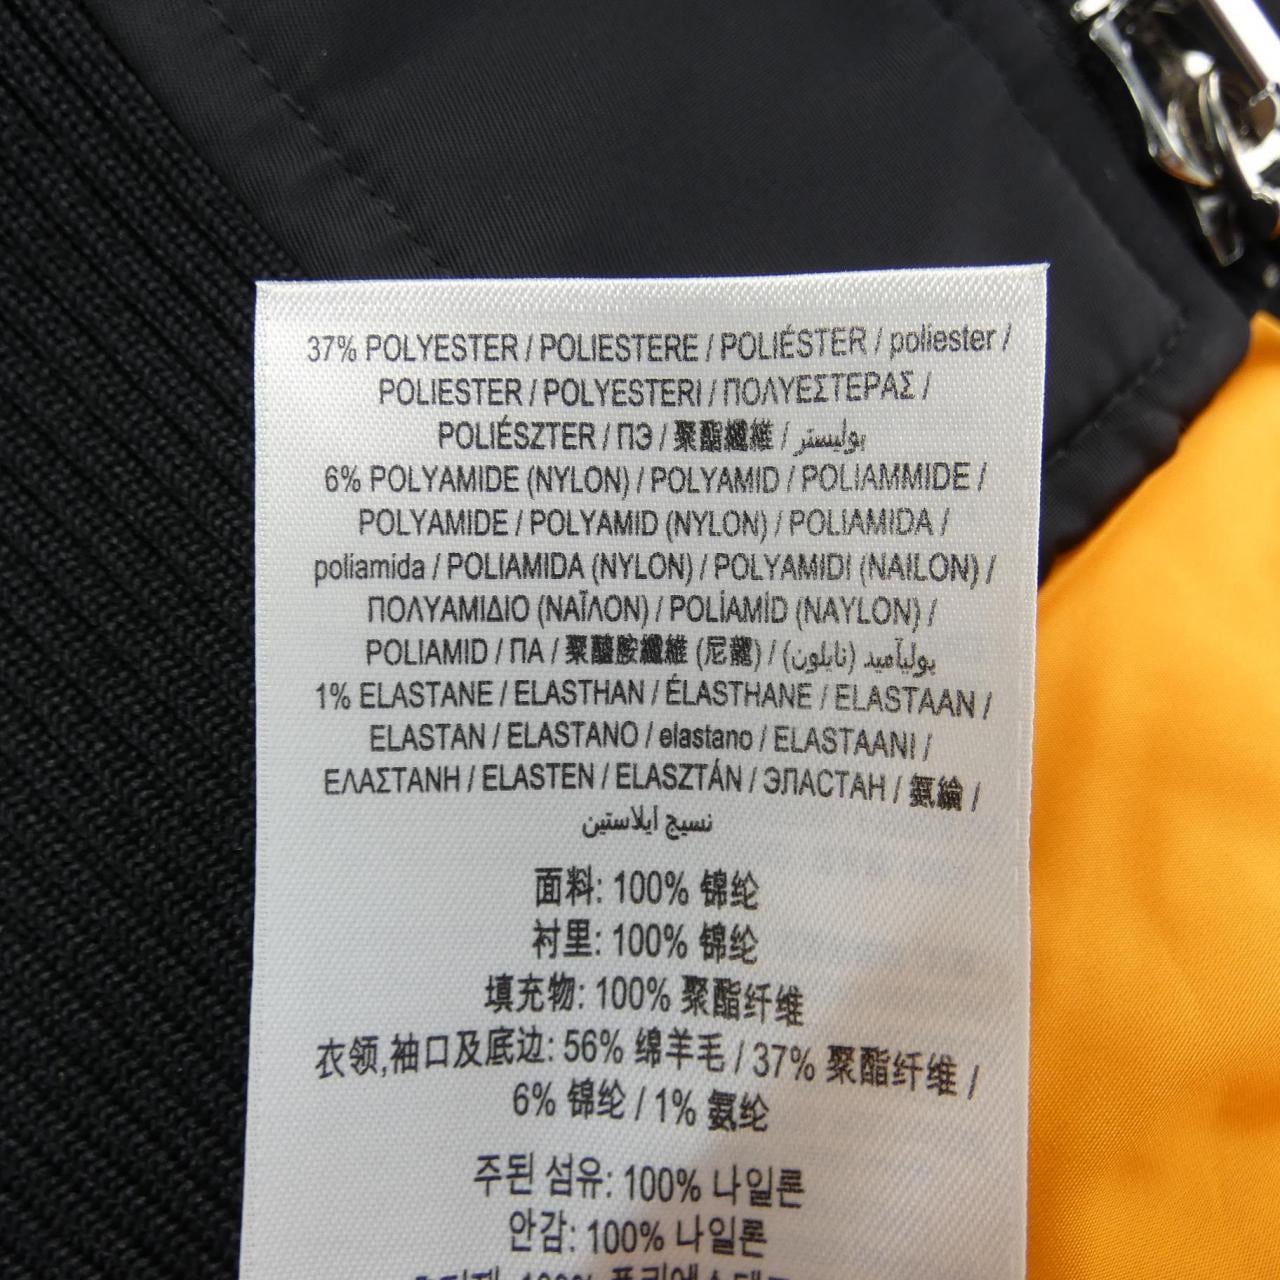 37% POLYESTER / POLIESTERE / POLIÉSTER / poliester /
POLIESTER / POLYESTERI / ΠΟΛΥΕΣΤΕΡΑΣ /
POLIÉSZTER / ПЭ / 聚酯纖維 / بوليستر
6% POLYAMIDE (NYLON) / POLYAMID / POLIAMMIDE /
POLYAMIDE / POLYAMID (NYLON) / POLIAMIDA /
poliamida / POLIAMIDA (NYLON) / POLYAMIDI (NAILON) /
ΠΟΛΥΑΜΙΔΙΟ (ΝΑΪΛΟΝ) / POLİAMİD (NAYLON) /
POLIAMID / ПА / 聚醯胺纖維 (尼龍) / بوليآميد (نايلون)
1% ELASTANE / ELASTHAN / ÉLASTHANE / ELASTAAN /
ELASTAN / ELASTANO / elastano / ELASTAANI /
ΕΛΑΣΤΑΝΗ / ELASTEN / ELASZTÁN / ЭЛАСТАН / 氨綸 /
نسيج ايلاستين
面料: 100% 锦纶
衬里: 100% 锦纶
填充物: 100% 聚酯纤维
衣领,袖口及底边: 56% 绵羊毛 / 37% 聚酯纤维 /
6% 锦纶 / 1% 氨纶
주된 섬유: 100% 나일론
안감: 100% 나일론
100%